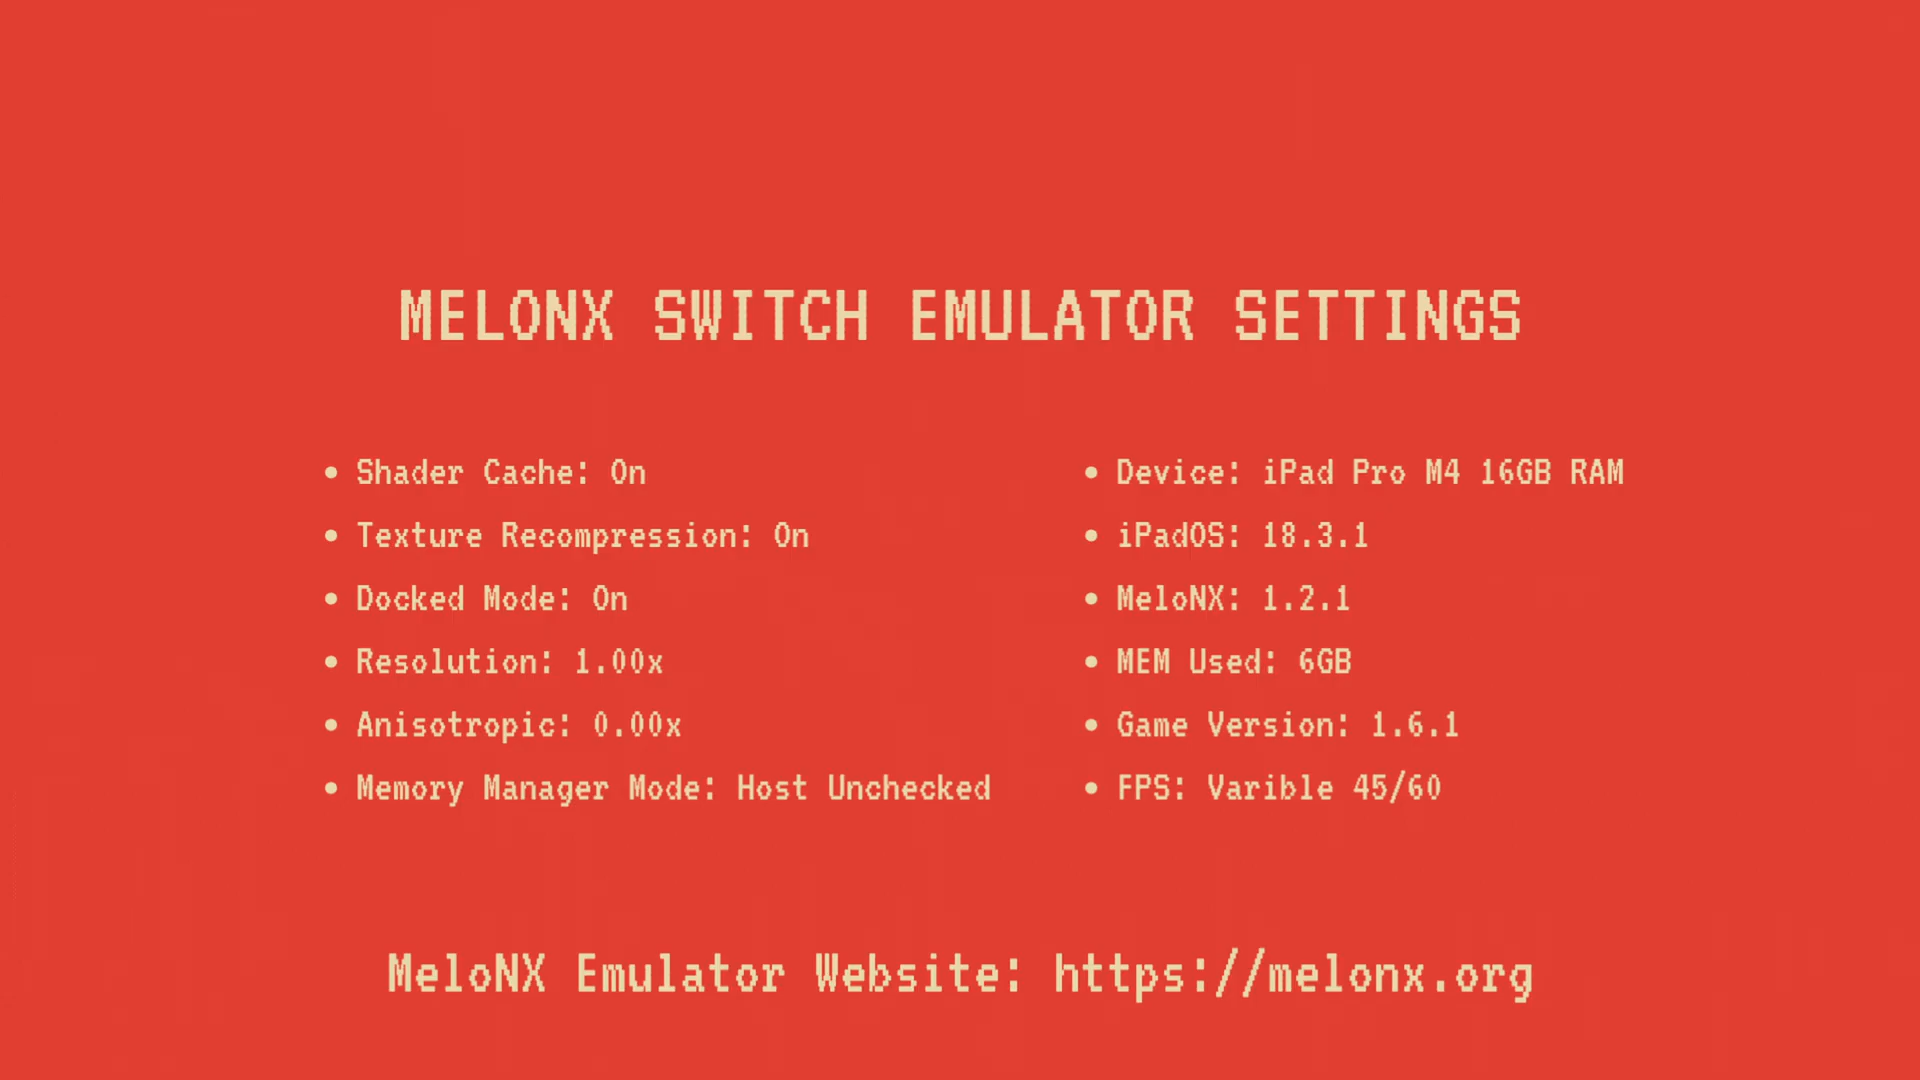 MELONX SWITCH EMULATOR SETTINGS
• Shader Cache: On
• Texture Recompression: On
• Docked Mode: On
• Resolution: 1.00x
• Anisotropic: 0.00x
• Memory Manager Mode: Host Unchecked
• Device: iPad Pro M4 16GB RAM
• iPadOS: 18.3.1
• MeloNX: 1.2.1
• MEM Used: 6GB
• Game Version: 1.6.1
• FPS: Varible 45/60
MeloNX Emulator Website: https://melonx.org